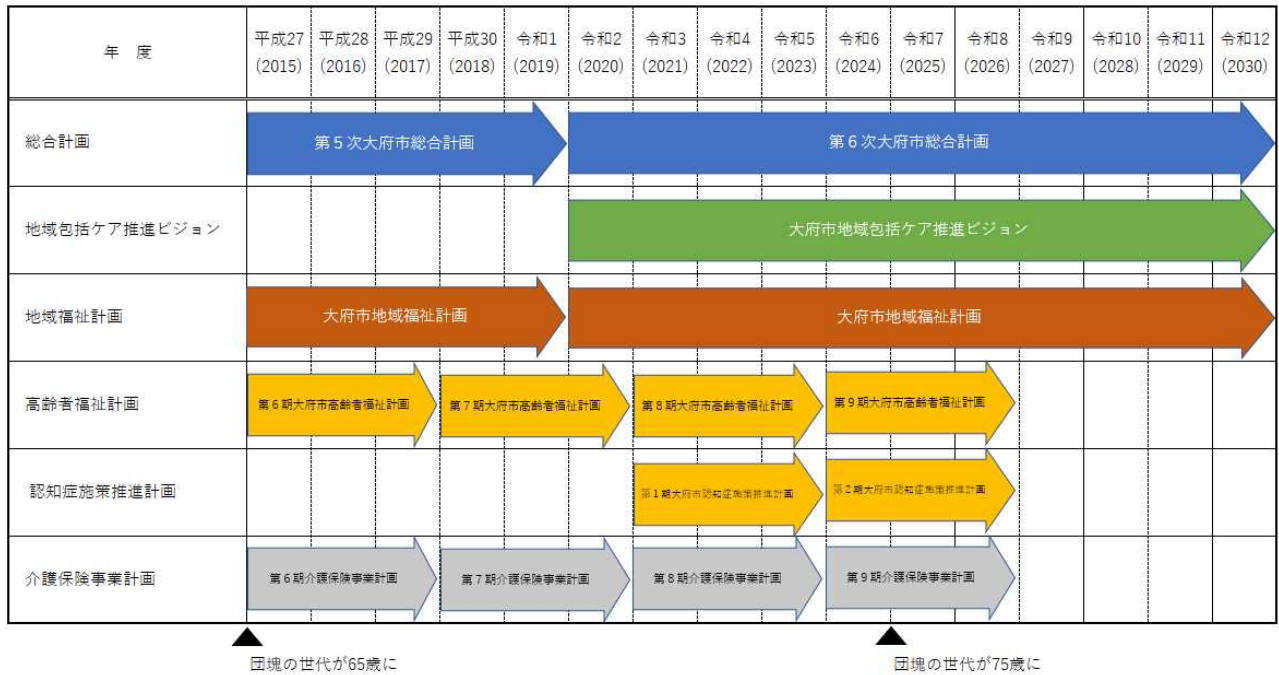 年　度
平成27 平成28 平成29 平成30 令和1 令和2 令和3 令和4 令和5 令和6 令和7 令和8 令和9 令和10 令和11 令和12
(2015) (2016) (2017) (2018) (2019) (2020) (2021) (2022) (2023) (2024) (2025) (2026) (2027) (2028) (2029) (2030)
総合計画
第５次大府市総合計画
第６次大府市総合計画
地域包括ケア推進ビジョン
大府市地域包括ケア推進ビジョン
地域福祉計画
大府市地域福祉計画
大府市地域福祉計画
高齢者福祉計画
第６期大府市高齢者福祉計画
第７期大府市高齢者福祉計画
第８期大府市高齢者福祉計画
第９期大府市高齢者福祉計画
認知症施策推進計画
第１期大府市認知症施策推進計画
第２期大府市認知症施策推進計画
介護保険事業計画
第６期介護保険事業計画
第７期介護保険事業計画
第８期介護保険事業計画
第９期介護保険事業計画
団塊の世代が65歳に
団塊の世代が75歳に